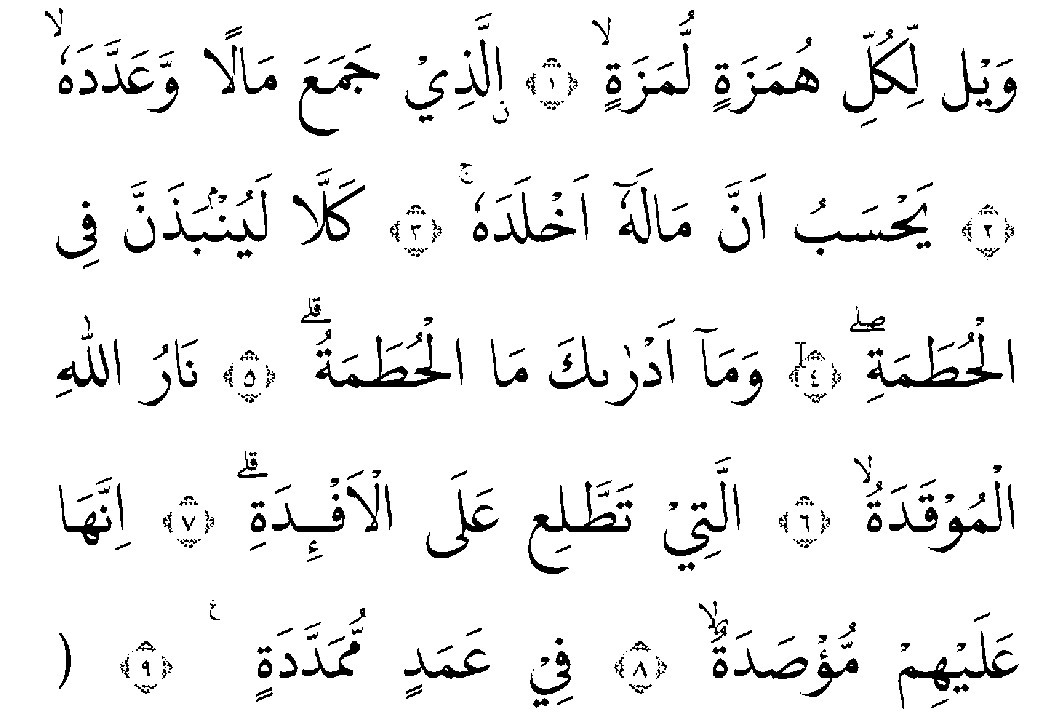 وَيْل لِّكُلِّ هُمَزَةٍ لُّمَزَةٍۙ ١ ۨالَّذِيْ جَمَعَ مَالًا وَّعَدَّدَهٗۙ
٢ يَحْسَبُ اَنَّ مَالَهٗٓ اَخْلَدَهٗۚ ٣ كَلَّا لَيُنْۢبَذَنَّ فِى
الْحُطَمَةِۖ ٤ وَمَآ اَدْرٰىكَ مَا الْحُطَمَةُۗ ٥ نَارُ اللّٰهِ
الْمُوْقَدَةُۙ ٦ الَّتِيْ تَطَّلِع عَلَى الْاَفْـِٕدَةِۗ ٧ اِنَّهَا
عَلَيْهِمْ مُّؤْصَدَةٌۙ ٨ فِيْ عَمَدٍ مُّمَدَّدَةٍ ࣖ ٩ (